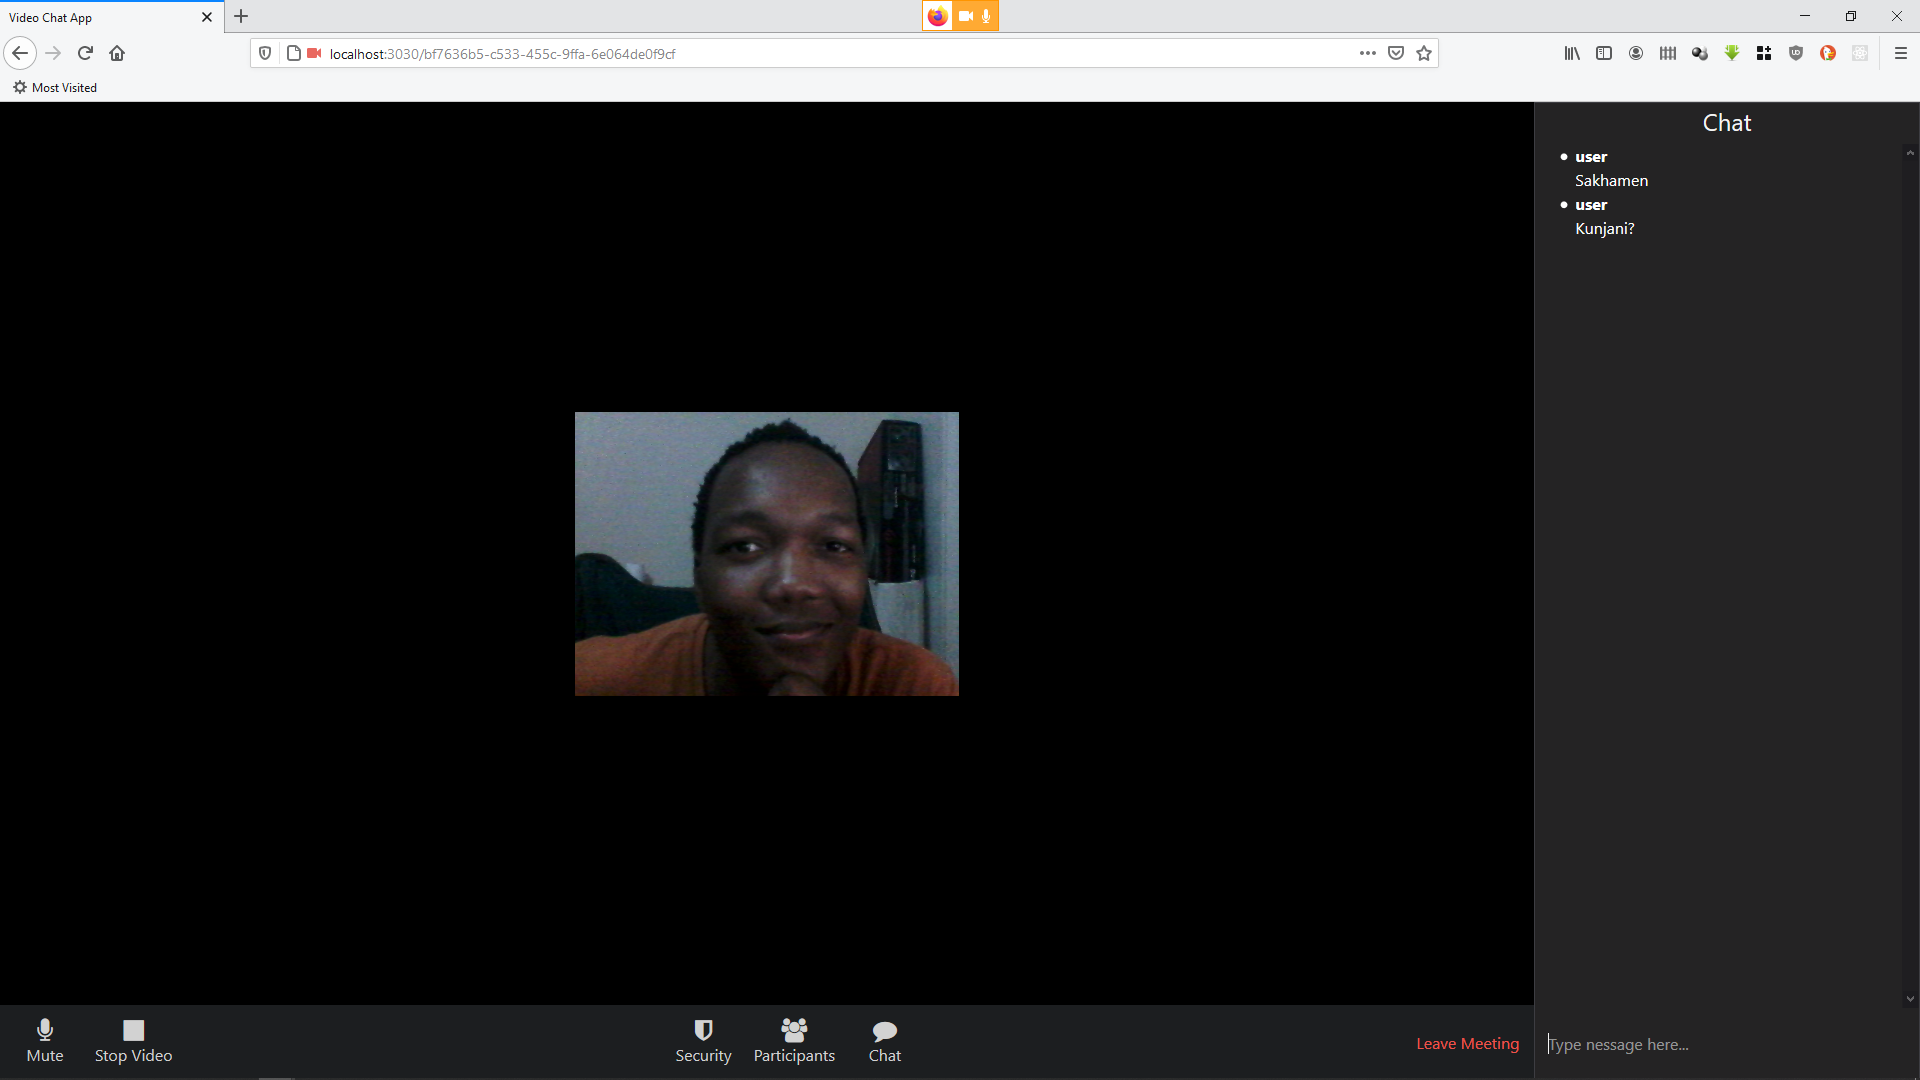 Video Chat App
localhost:3030/bf7636b5-c533-455c-9ffa-6e064de0f9cf
Most Visited
Chat
user
Sakhamen
user
Kunjani?
Mute
Stop Video
Security
Participants
Chat
Leave Meeting
Type nessage here...